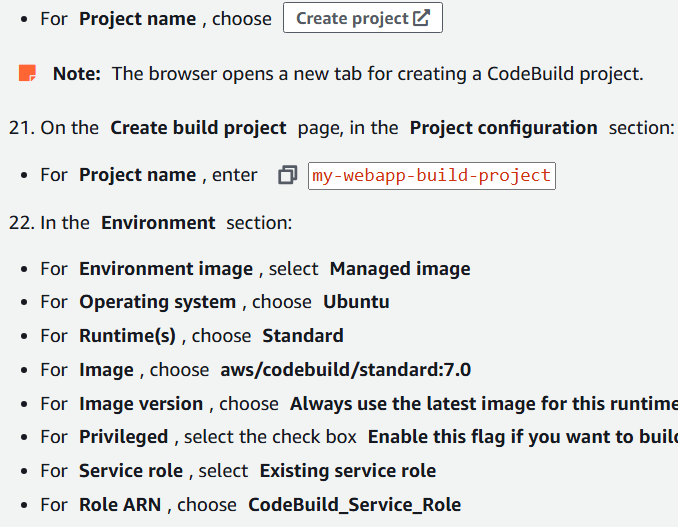 For Project name , choose Create project
Note: The browser opens a new tab for creating a CodeBuild project.
21. On the Create build project page, in the Project configuration section:
For Project name , enter my-webapp-build-project
22. In the Environment section:
For Environment image , select Managed image
For Operating system , choose Ubuntu
For Runtime(s) , choose Standard
For Image , choose aws/codebuild/standard:7.0
For Image version , choose Always use the latest image for this runtime
For Privileged , select the check box Enable this flag if you want to build
For Service role , select Existing service role
For Role ARN , choose CodeBuild_Service_Role